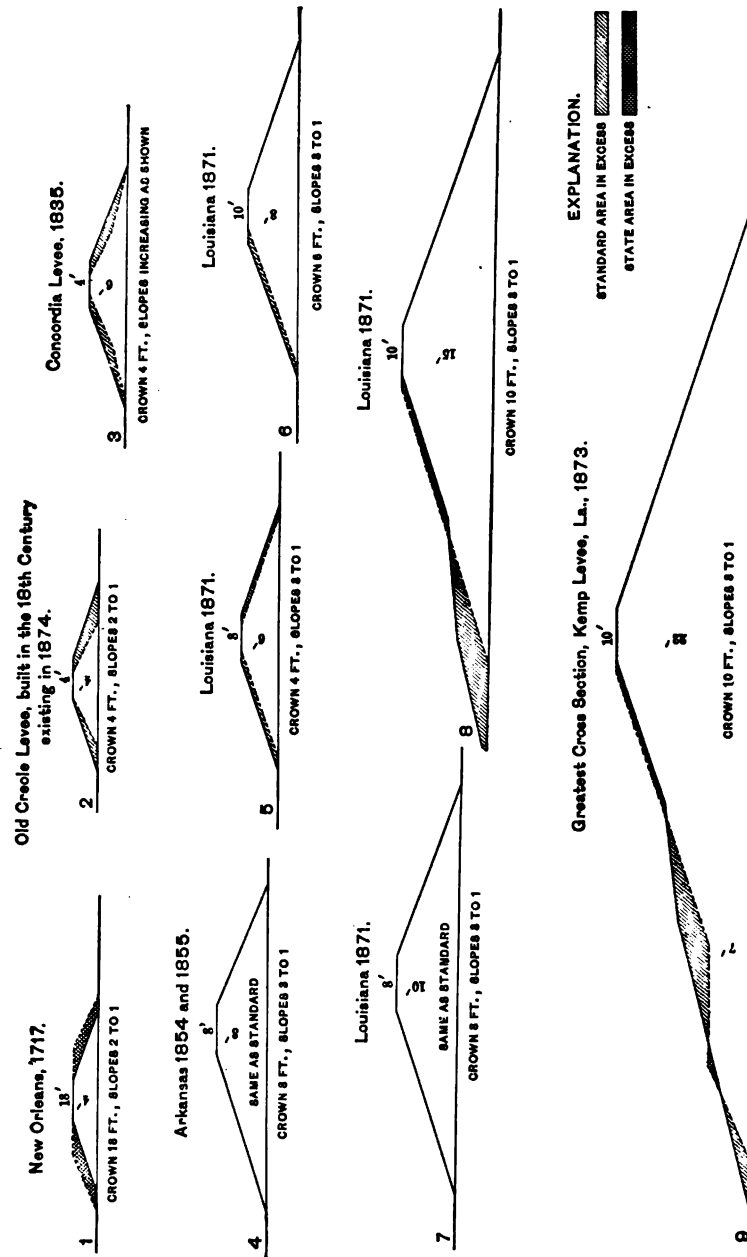 New Orleans, 1717.
18′
4′
1
CROWN 18 FT., SLOPES 2 TO 1
Old Creole Levee, built in the 18th Century
existing in 1874.
4′
4′
2
CROWN 4 FT., SLOPES 2 TO 1
Concordia Levee, 1835.
4′
6′
3
CROWN 4 FT., SLOPES INCREASING AS SHOWN
Arkansas 1854 and 1855.
8′
8′
SAME AS STANDARD
4
CROWN 8 FT., SLOPES 3 TO 1
Louisiana 1871.
8′
6′
5
CROWN 4 FT., SLOPES 3 TO 1
Louisiana 1871.
10′
8′
6
CROWN 8 FT., SLOPES 3 TO 1
Louisiana 1871.
8′
10′
SAME AS STANDARD
7
CROWN 8 FT., SLOPES 3 TO 1
Louisiana 1871.
10′
15′
8
CROWN 10 FT., SLOPES 3 TO 1
Greatest Cross Section, Kemp Levee, La., 1873.
10′
7′
9
CROWN 10 FT., SLOPES 3 TO 1
EXPLANATION.
STANDARD AREA IN EXCESS
STATE AREA IN EXCESS